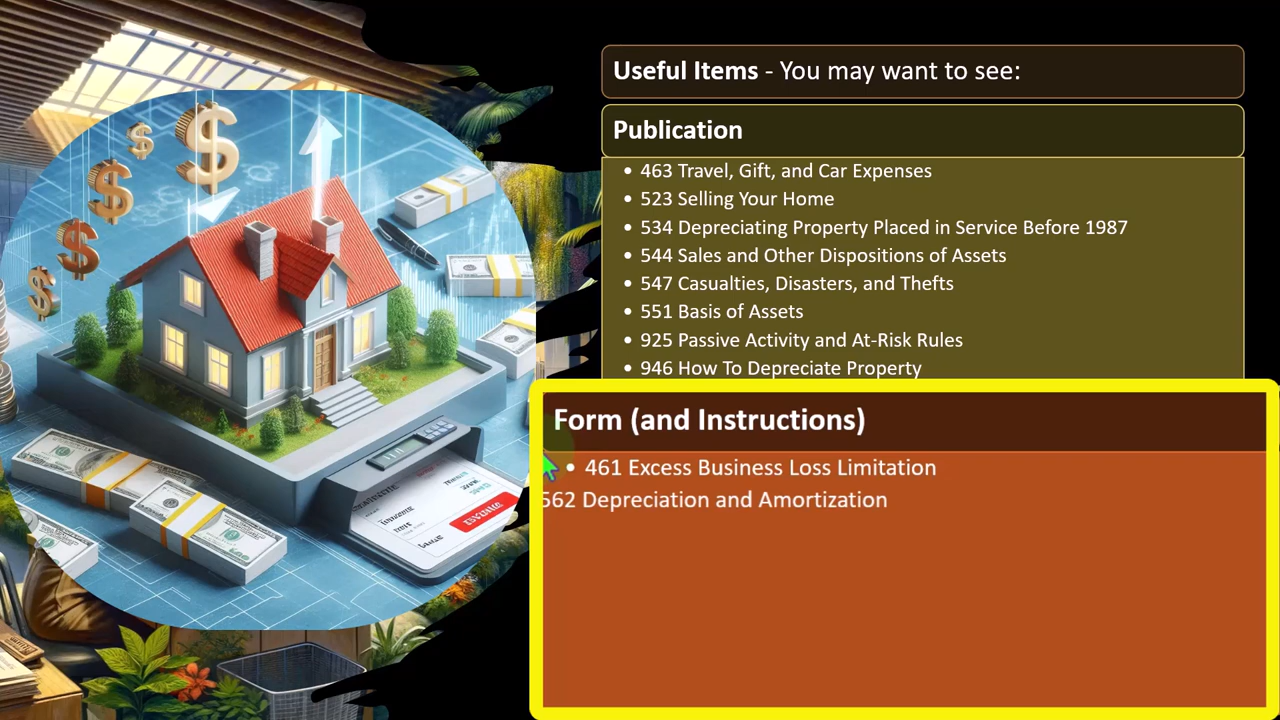 Useful Items - You may want to see:
Publication
• 463 Travel, Gift, and Car Expenses
• 523 Selling Your Home
• 534 Depreciating Property Placed in Service Before 1987
• 544 Sales and Other Dispositions of Assets
• 547 Casualties, Disasters, and Thefts
• 551 Basis of Assets
• 925 Passive Activity and At-Risk Rules
• 946 How To Depreciate Property
Form (and Instructions)
• 461 Excess Business Loss Limitation
562 Depreciation and Amortization